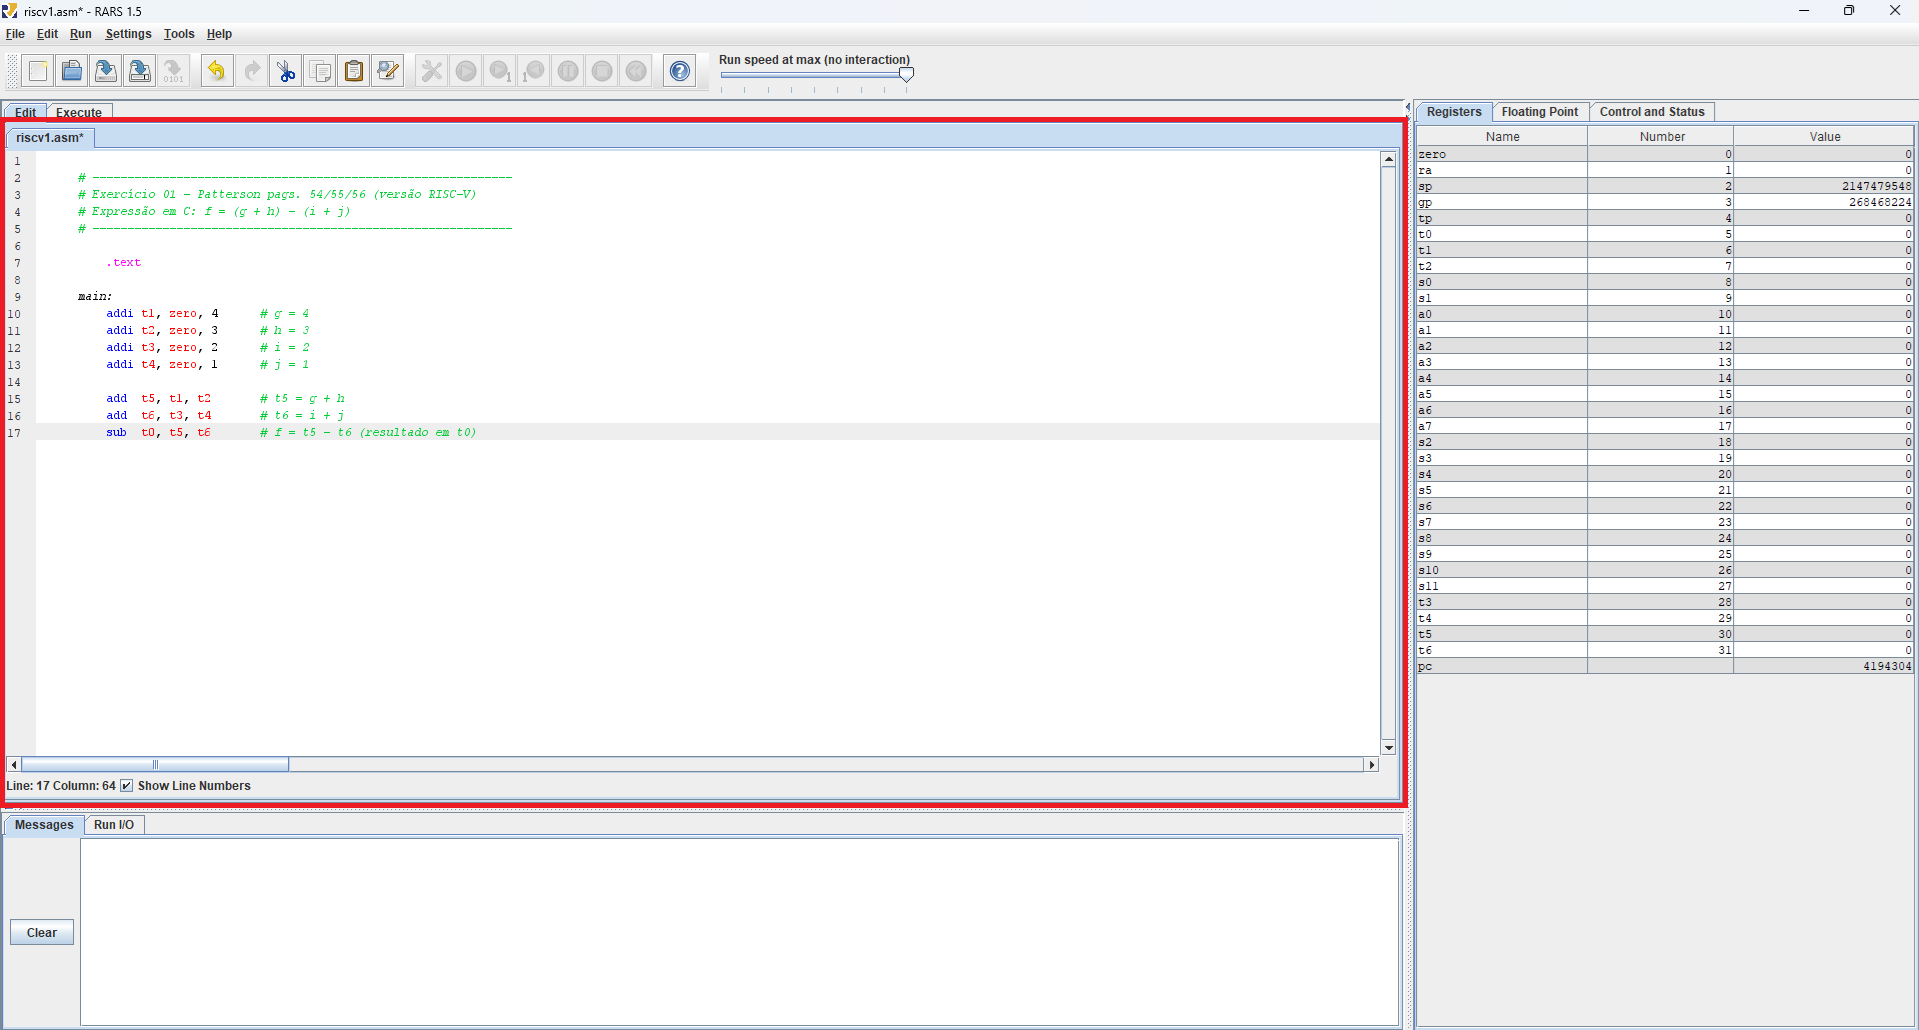 riscv1.asm* - RARS 1.5
File Edit Run Settings Tools Help
Run speed at max (no interaction)
Edit Execute
riscv1.asm*
1
2 # ------------------------------------------------------------
3 # Exercício 01 - Patterson pags. 54/55/56 (versão RISC-V)
4 # Expressão em C: f = (g + h) - (i + j)
5 # ------------------------------------------------------------
6
7 .text
8
9 main:
10 addi t1, zero, 4 # g = 4
11 addi t2, zero, 3 # h = 3
12 addi t3, zero, 2 # i = 2
13 addi t4, zero, 1 # j = 1
14
15 add t5, t1, t2 # t5 = g + h
16 add t6, t3, t4 # t6 = i + j
17 sub t0, t5, t6 # f = t5 - t6 (resultado em t0)
Line: 17 Column: 64 Show Line Numbers
Messages Run I/O
Clear
Registers Floating Point Control and Status
Name Number Value
zero 0 0
ra 1 0
sp 2 2147479548
gp 3 268468224
tp 4 0
t0 5 0
t1 6 0
t2 7 0
s0 8 0
s1 9 0
a0 10 0
a1 11 0
a2 12 0
a3 13 0
a4 14 0
a5 15 0
a6 16 0
a7 17 0
s2 18 0
s3 19 0
s4 20 0
s5 21 0
s6 22 0
s7 23 0
s8 24 0
s9 25 0
s10 26 0
s11 27 0
t3 28 0
t4 29 0
t5 30 0
t6 31 0
pc 4194304